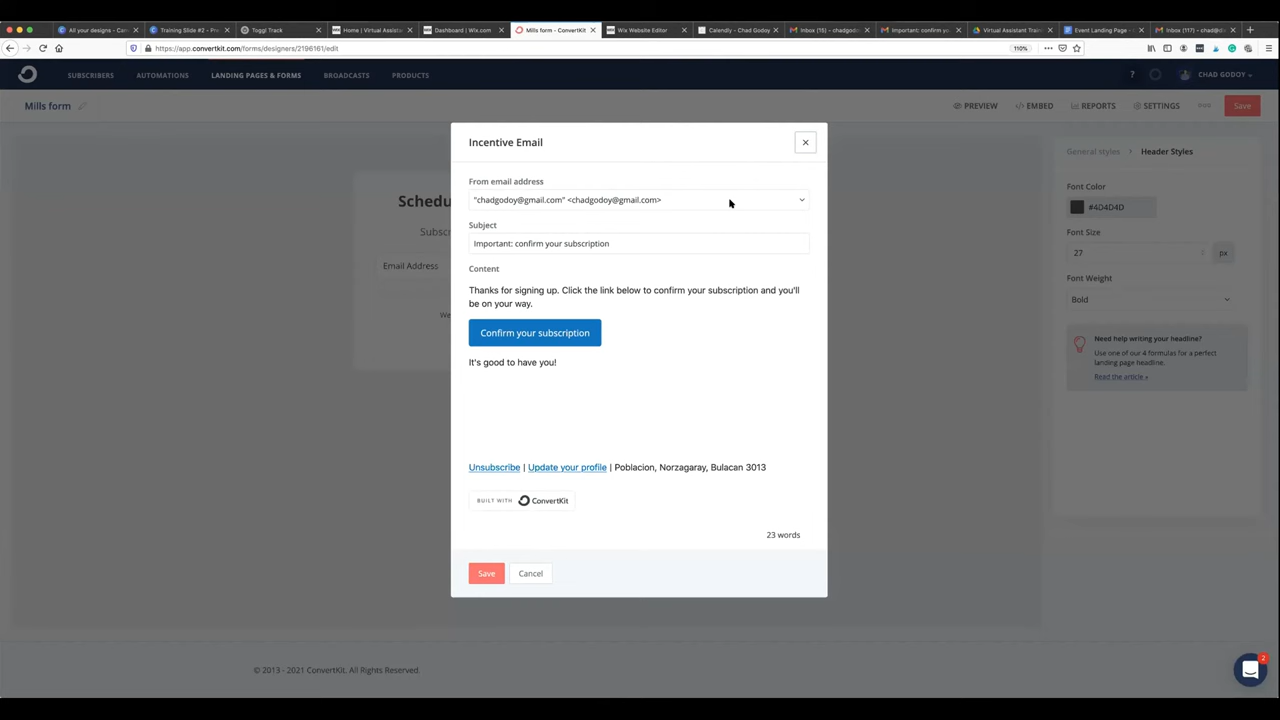 All your designs - Can
Training Slide #2 - Pre
Toggl Track
Home | Virtual Assistan
Dashboard | Wix.com
Mills form - ConvertKit
Wix Website Editor
Calendly - Chad Godoy
Inbox (15) - chadgodoy
Important: confirm you
Virtual Assistant Train
Event Landing Page
Inbox (117) - chad@d
https://app.convertkit.com/forms/designers/2196161/edit
110%
SUBSCRIBERS
AUTOMATIONS
LANDING PAGES & FORMS
BROADCASTS
PRODUCTS
?
CHAD GODOY
Mills form
PREVIEW
EMBED
REPORTS
SETTINGS
Save
Incentive Email
From email address
"chadgodoy@gmail.com" <chadgodoy@gmail.com>
Subject
Important: confirm your subscription
Content
Thanks for signing up. Click the link below to confirm your subscription and you'll
be on your way.
Confirm your subscription
It's good to have you!
Unsubscribe | Update your profile | Poblacion, Norzagaray, Bulacan 3013
BUILT WITH ConvertKit
23 words
Save
Cancel
Schedu
Subsc
Email Address
We
General styles
Header Styles
Font Color
#4D4D4D
Font Size
27
px
Font Weight
Bold
Need help writing your headline?
Use one of our 4 formulas for a perfect
landing page headline.
Read the article »
© 2013 - 2021 ConvertKit. All Rights Reserved.
2